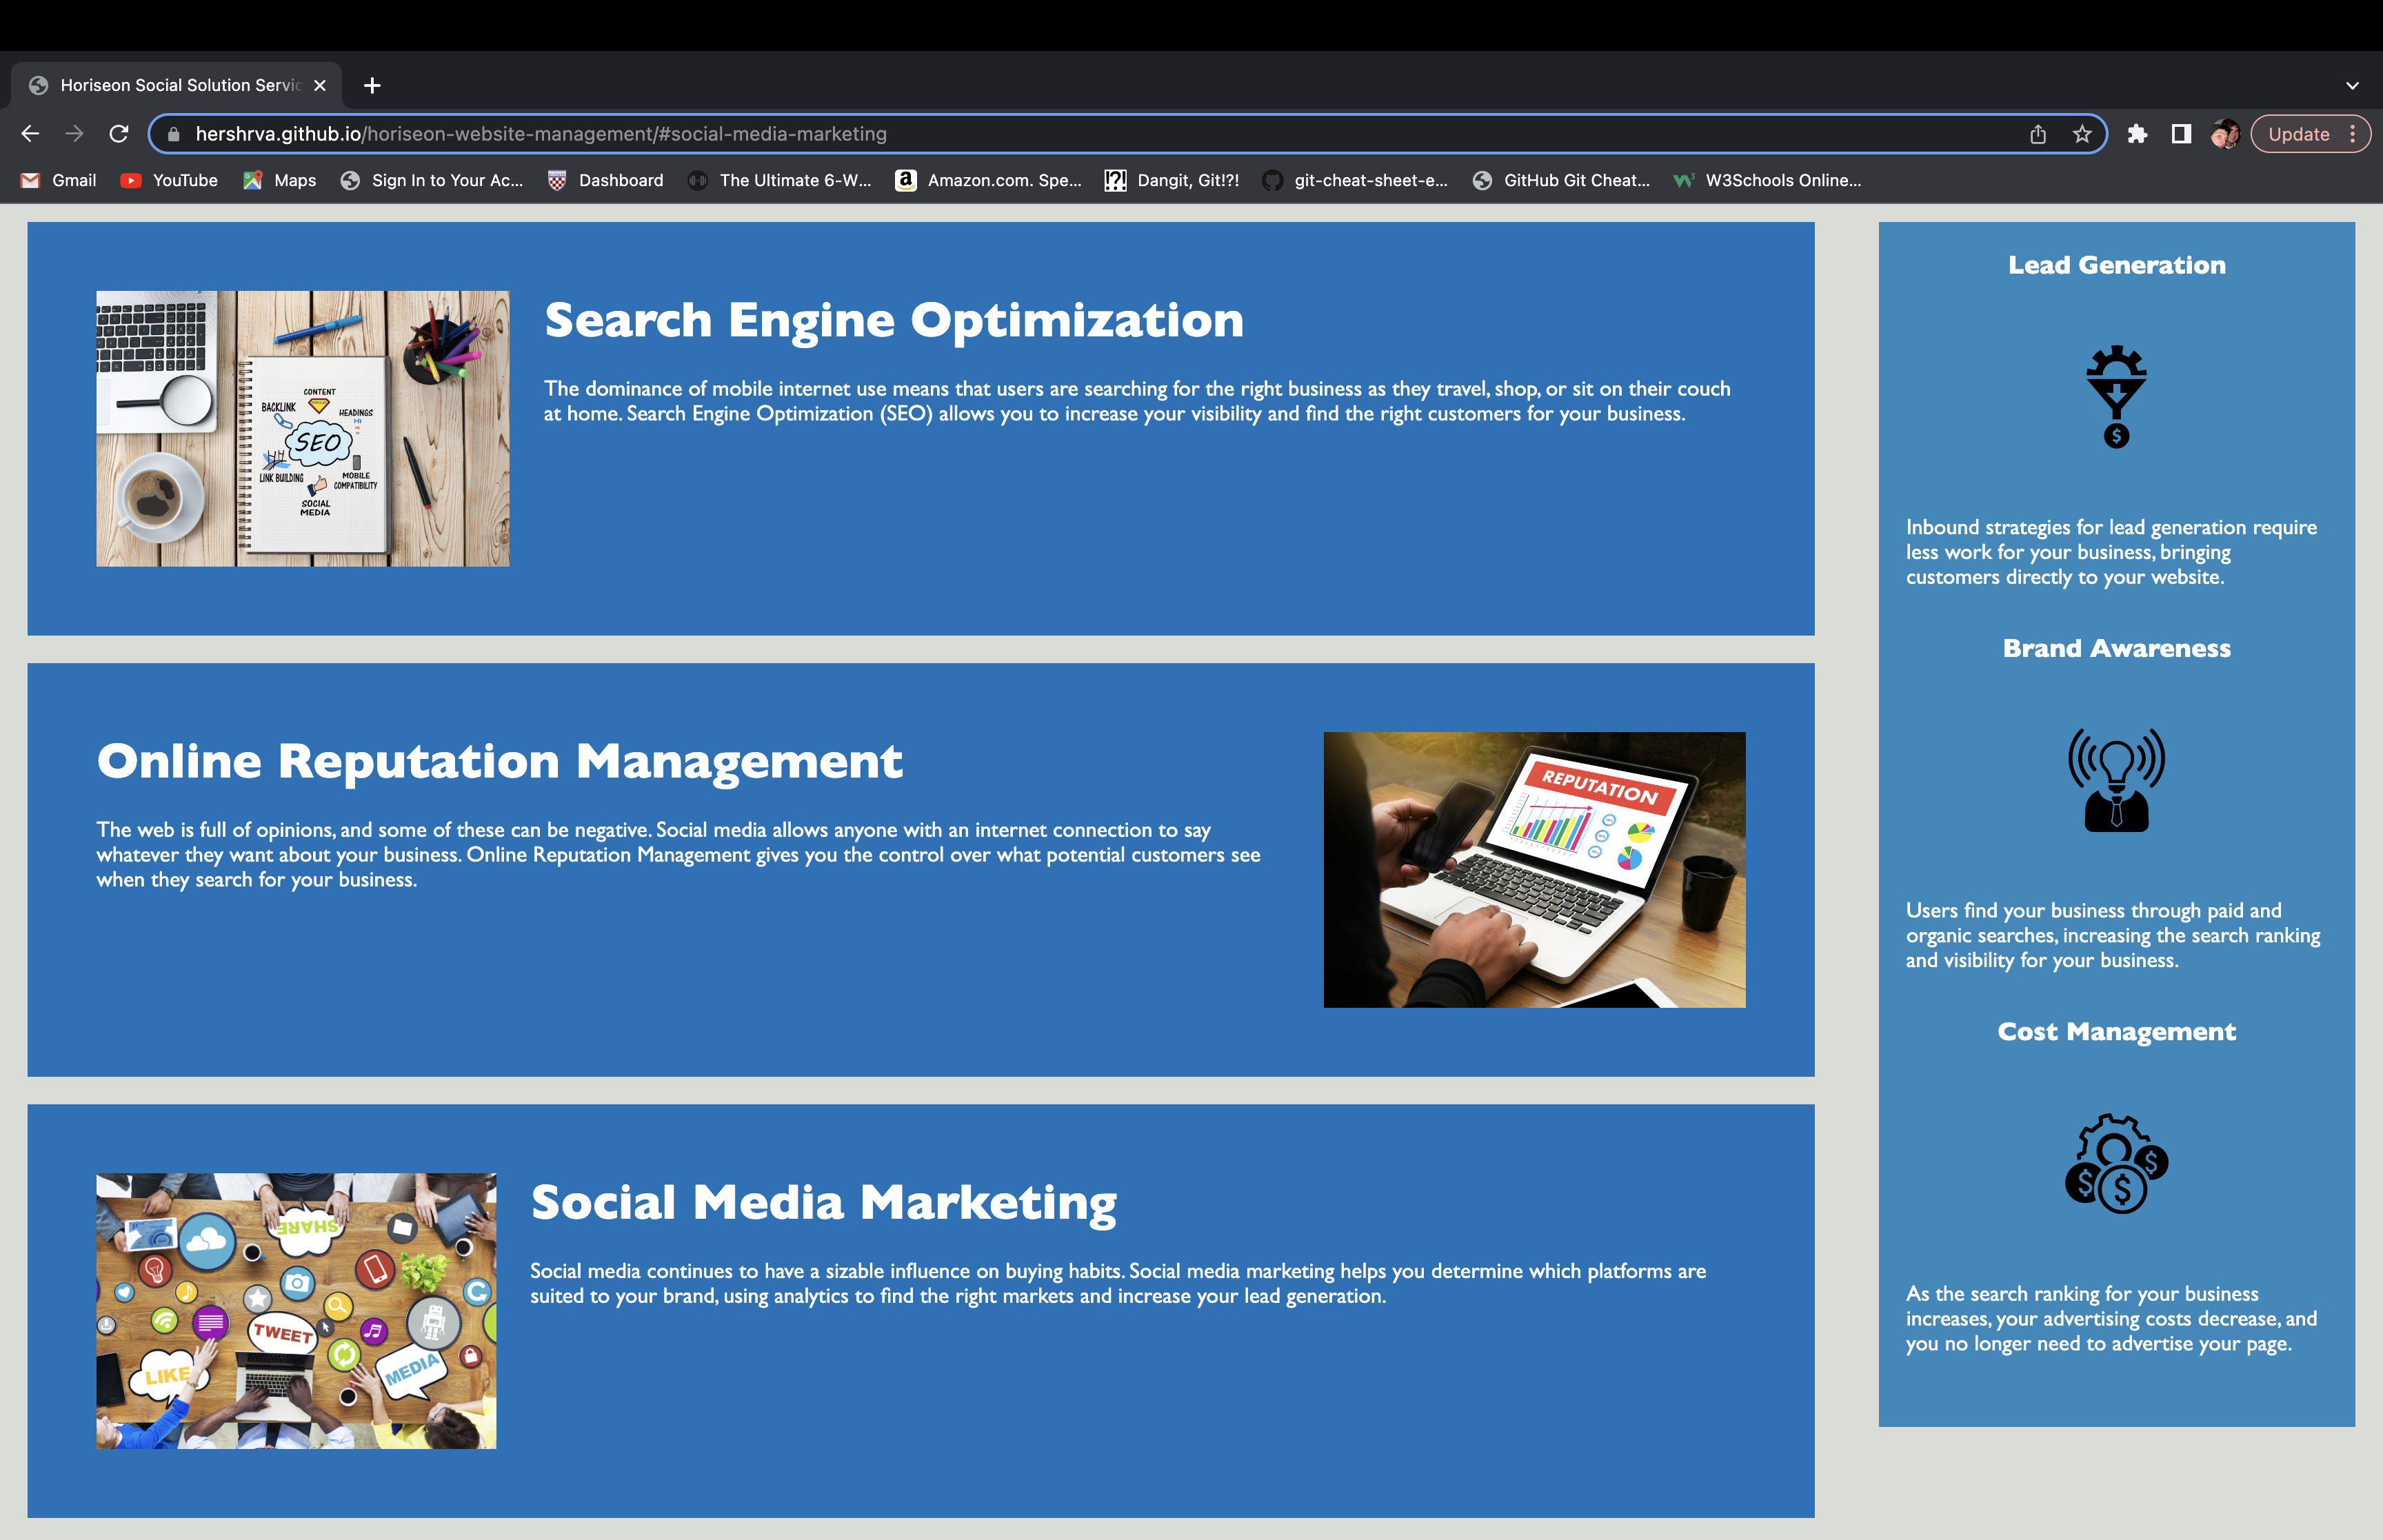 Horiseon Social Solution Servic
hershrva.github.io/horiseon-website-management/#social-media-marketing
Update
Gmail
YouTube
Maps
Sign In to Your Ac...
Dashboard
The Ultimate 6-W...
Amazon.com. Spe...
Dangit, Git!?!
git-cheat-sheet-e...
GitHub Git Cheat...
W3Schools Online...
CONTENT
BACKLINK
HEADINGS
H1
SEO
LINK BUILDING
MOBILE
COMPATIBILITY
SOCIAL
MEDIA
Search Engine Optimization
The dominance of mobile internet use means that users are searching for the right business as they travel, shop, or sit on their couch
at home. Search Engine Optimization (SEO) allows you to increase your visibility and find the right customers for your business.
Online Reputation Management
The web is full of opinions, and some of these can be negative. Social media allows anyone with an internet connection to say
whatever they want about your business. Online Reputation Management gives you the control over what potential customers see
when they search for your business.
REPUTATION
SHARE
TWEET
LIKE
MEDIA
Social Media Marketing
Social media continues to have a sizable influence on buying habits. Social media marketing helps you determine which platforms are
suited to your brand, using analytics to find the right markets and increase your lead generation.
Lead Generation
$
Inbound strategies for lead generation require
less work for your business, bringing
customers directly to your website.
Brand Awareness
Users find your business through paid and
organic searches, increasing the search ranking
and visibility for your business.
Cost Management
$ $ $
As the search ranking for your business
increases, your advertising costs decrease, and
you no longer need to advertise your page.